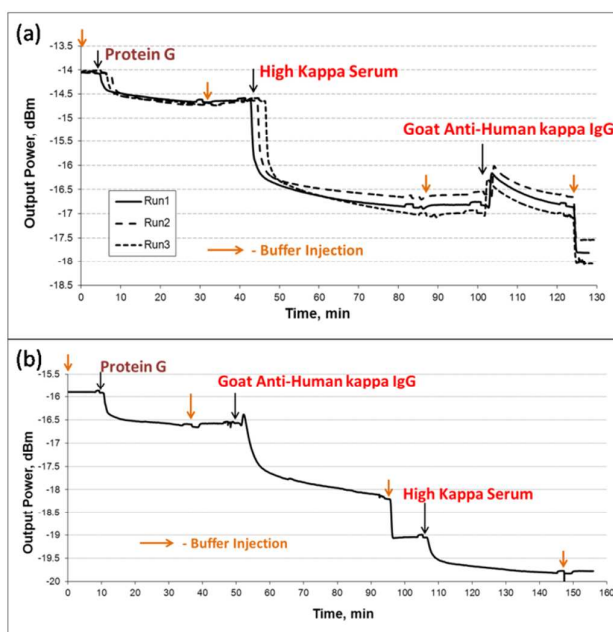 (a)
-13.5
-14
-14.5
-15
-15.5
-16
-16.5
-17
-17.5
-18
-18.5
Output Power, dBm
Protein G
High Kappa Serum
Goat Anti-Human kappa IgG
Run1
Run2
Run3
- Buffer Injection
0 10 20 30 40 50 60 70 80 90 100 110 120 130
Time, min
(b)
-15.5
-16
-16.5
-17
-17.5
-18
-18.5
-19
-19.5
-20
Output Power, dBm
Protein G
Goat Anti-Human kappa IgG
High Kappa Serum
- Buffer Injection
0 10 20 30 40 50 60 70 80 90 100 110 120 130 140 150 160
Time, min